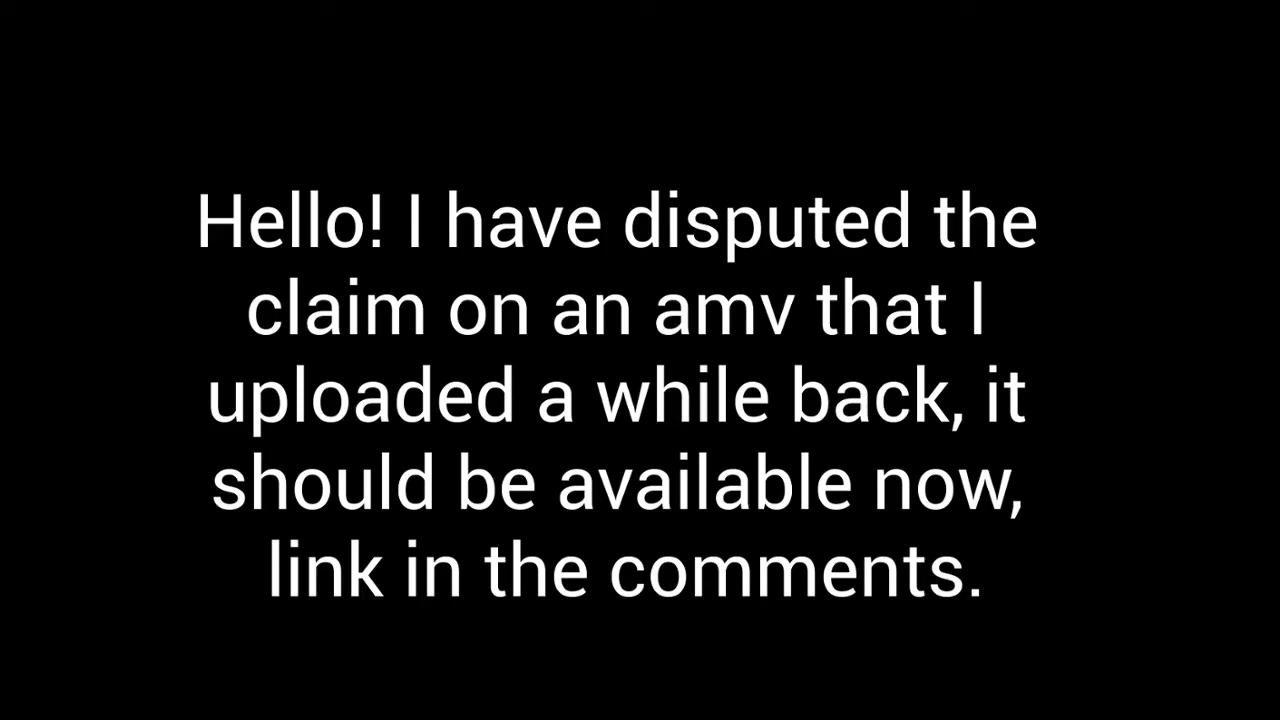 Hello! I have disputed the
claim on an amv that I
uploaded a while back, it
should be available now,
link in the comments.